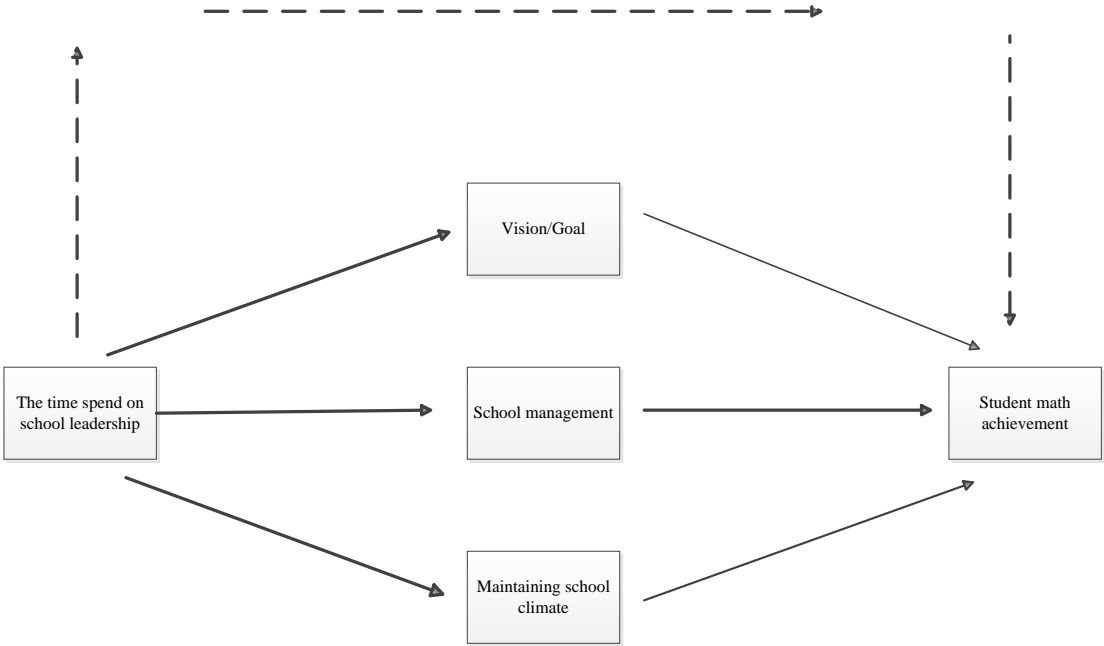 Vision/Goal
The time spend on
school leadership
School management
Student math
achievement
Maintaining school
climate